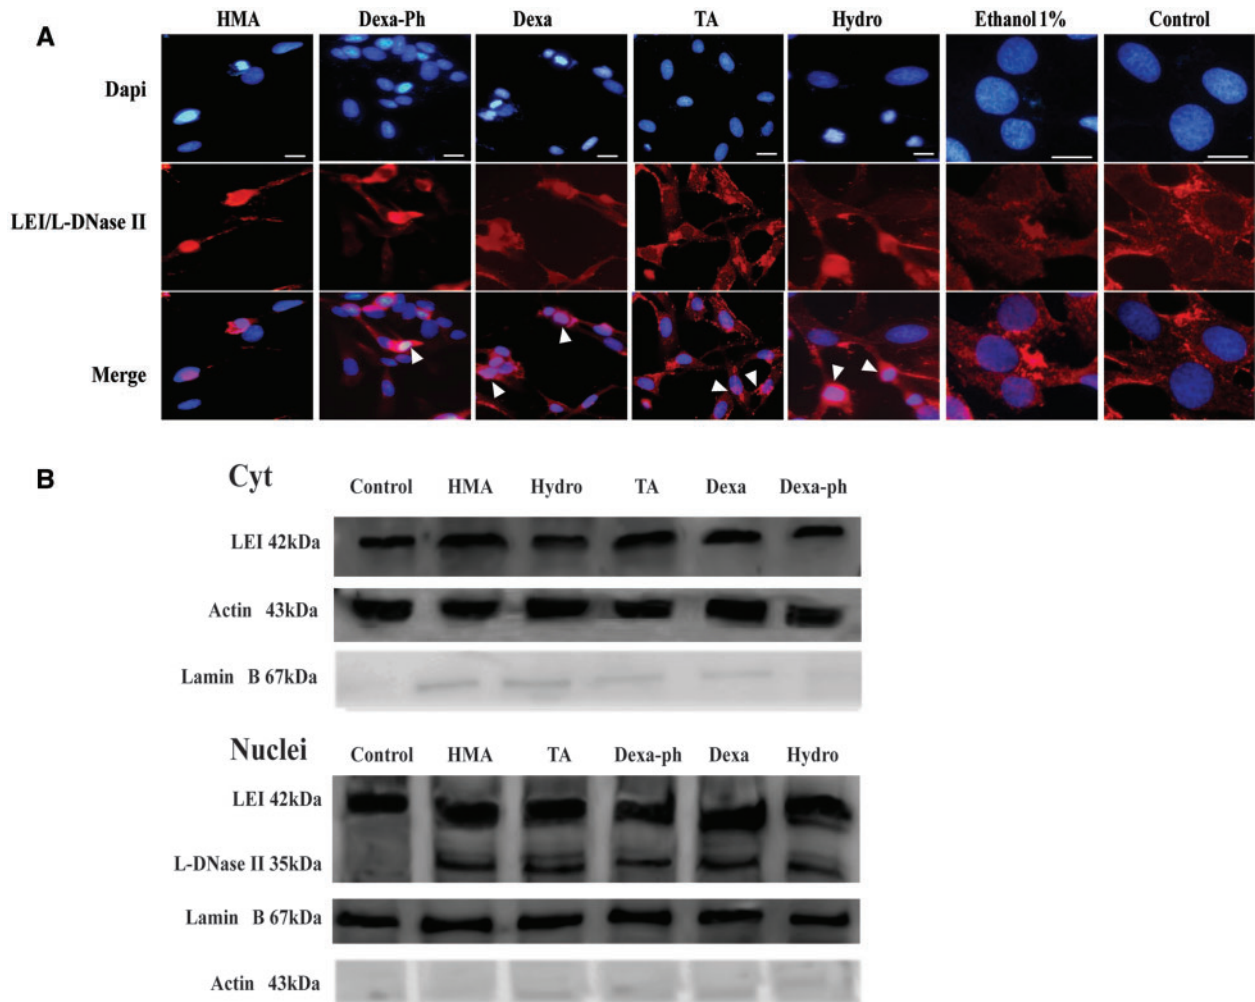 A
HMA Dexa-Ph Dexa TA Hydro Ethanol 1% Control
Dapi
LEI/L-DNase II
Merge
B
Cyt
Control HMA Hydro TA Dexa Dexa-ph
LEI 42kDa
Actin 43kDa
Lamin B 67kDa
Nuclei
Control HMA TA Dexa-ph Dexa Hydro
LEI 42kDa
L-DNase II 35kDa
Lamin B 67kDa
Actin 43kDa